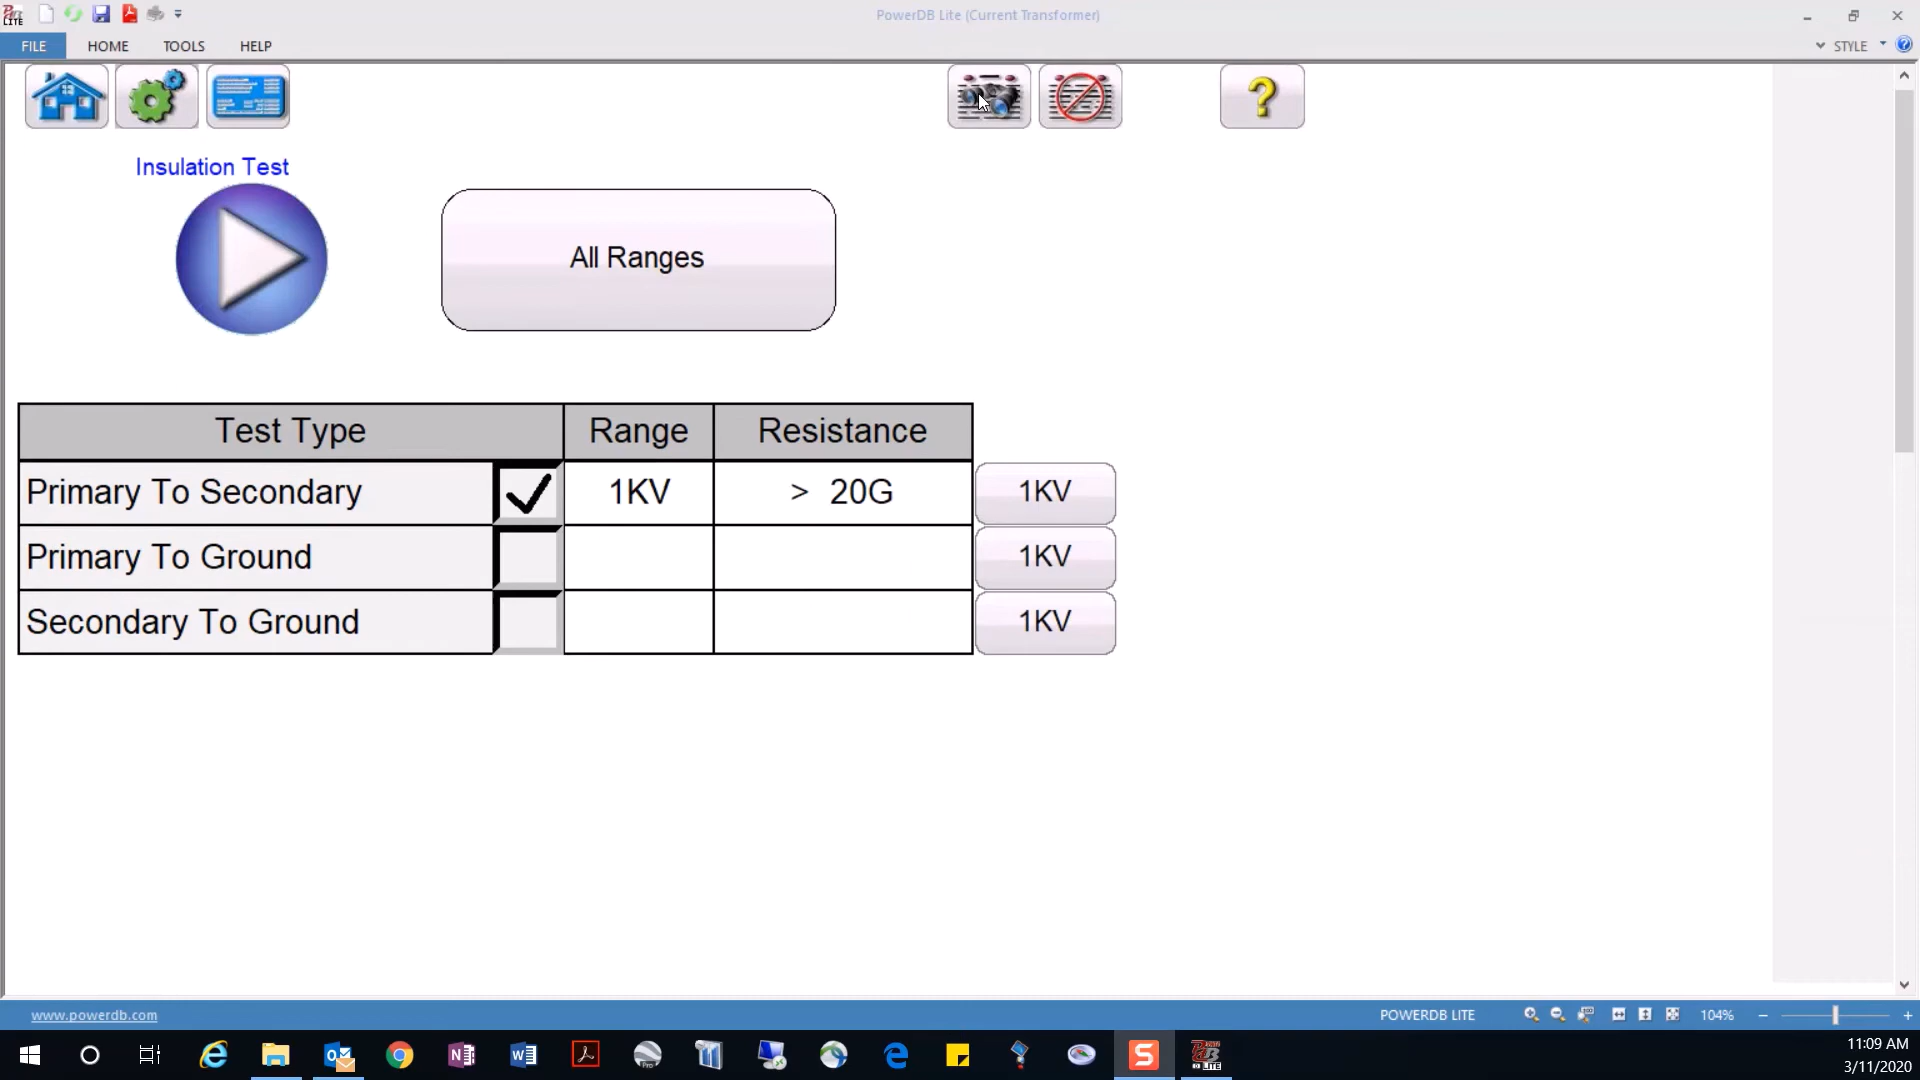 PowerDB Lite (Current Transformer)
FILE HOME TOOLS HELP STYLE
Insulation Test
All Ranges
Test Type Range Resistance
Primary To Secondary 1KV > 20G 1KV
Primary To Ground 1KV
Secondary To Ground 1KV
www.powerdb.com POWERDB LITE 104%
11:09 AM
3/11/2020